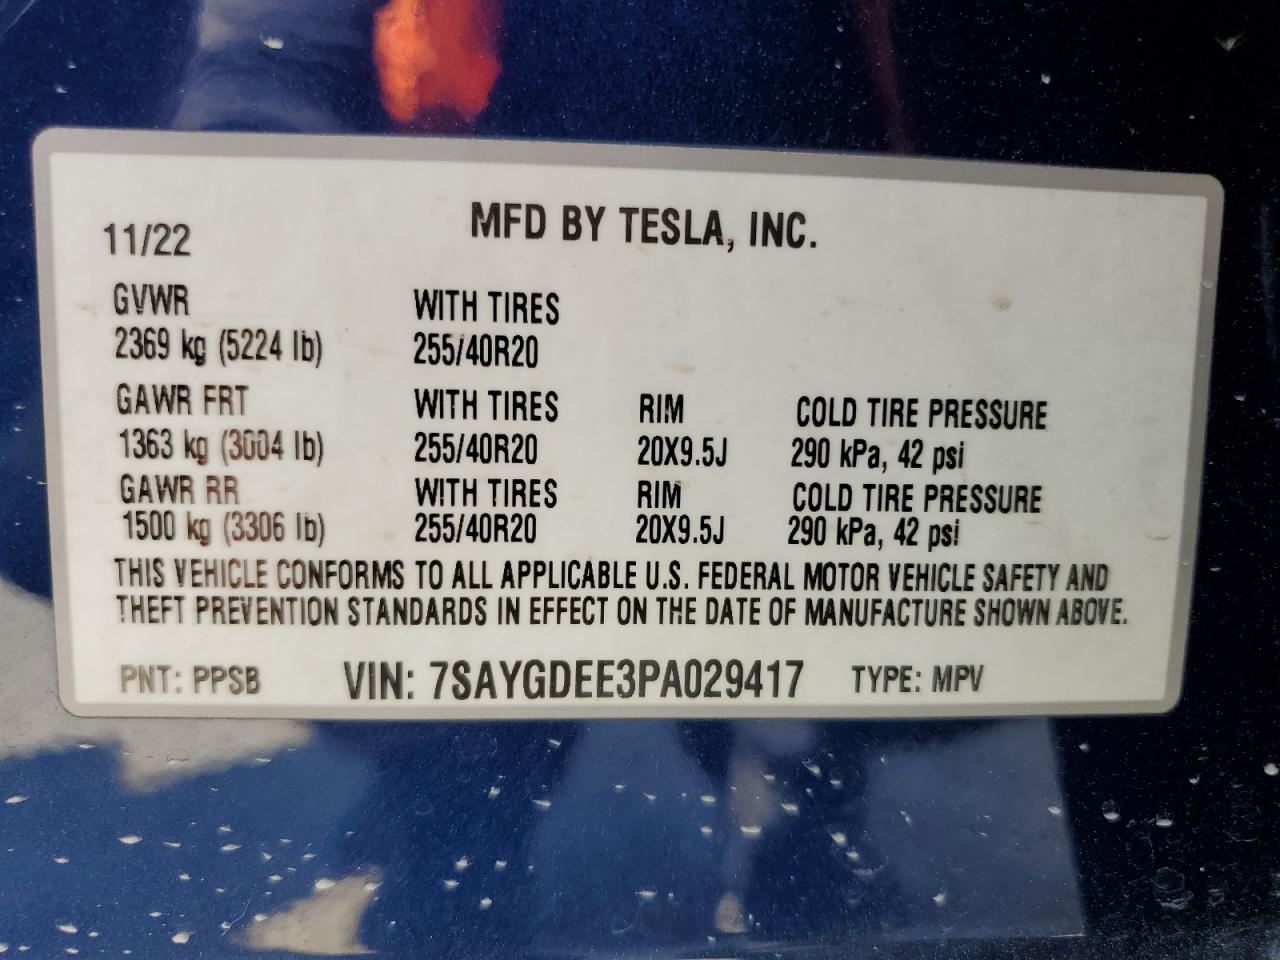 11/22 MFD BY TESLA, INC.
GVWR WITH TIRES
2369 kg (5224 lb) 255/40R20
GAWR FRT WITH TIRES RIM COLD TIRE PRESSURE
1363 kg (3004 lb) 255/40R20 20X9.5J 290 kPa, 42 psi
GAWR RR WITH TIRES RIM COLD TIRE PRESSURE
1500 kg (3306 lb) 255/40R20 20X9.5J 290 kPa, 42 psi
THIS VEHICLE CONFORMS TO ALL APPLICABLE U.S. FEDERAL MOTOR VEHICLE SAFETY AND
THEFT PREVENTION STANDARDS IN EFFECT ON THE DATE OF MANUFACTURE SHOWN ABOVE.
PNT: PPSB VIN: 7SAYGDEE3PA029417 TYPE: MPV